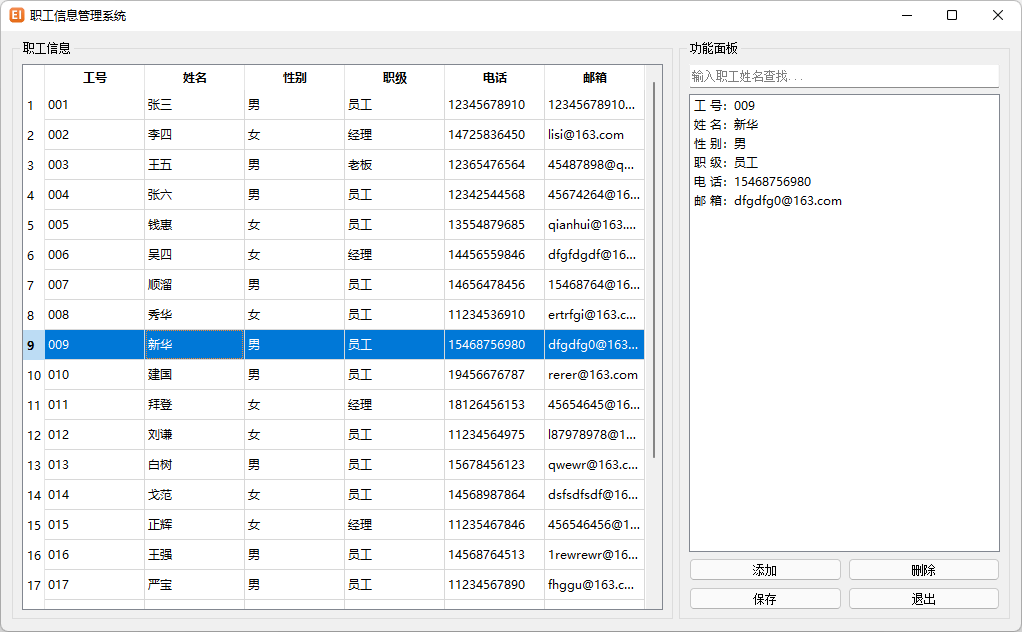 EI 职工信息管理系统
职工信息
工号 姓名 性别 职级 电话 邮箱
1 001 张三 男 员工 12345678910 12345678910...
2 002 李四 女 经理 14725836450 lisi@163.com
3 003 王五 男 老板 12365476564 45487898@q...
4 004 张六 男 员工 12342544568 45674264@16...
5 005 钱惠 女 员工 13554879685 qianhui@163....
6 006 吴四 女 经理 14456559846 dfgfdgdf@16...
7 007 顺溜 男 员工 14656478456 15468764@16...
8 008 秀华 女 员工 11234536910 ertrfgi@163.c...
9 009 新华 男 员工 15468756980 dfgdfg0@163...
10 010 建国 男 员工 19456676787 rerer@163.com
11 011 拜登 女 经理 18126456153 45654645@16...
12 012 刘谦 女 员工 11234564975 l87978978@1...
13 013 白树 男 员工 15678456123 qwewr@163.c...
14 014 戈范 女 员工 14568987864 dsfsdfsdf@16...
15 015 正辉 女 经理 11235467846 456546456@1...
16 016 王强 男 员工 14568764513 1rewrewr@16...
17 017 严宝 男 员工 11234567890 fhggu@163.c...
功能面板
输入职工姓名查找...
工 号：009
姓 名：新华
性 别：男
职 级：员工
电 话：15468756980
邮 箱：dfgdfg0@163.com
添加 删除
保存 退出